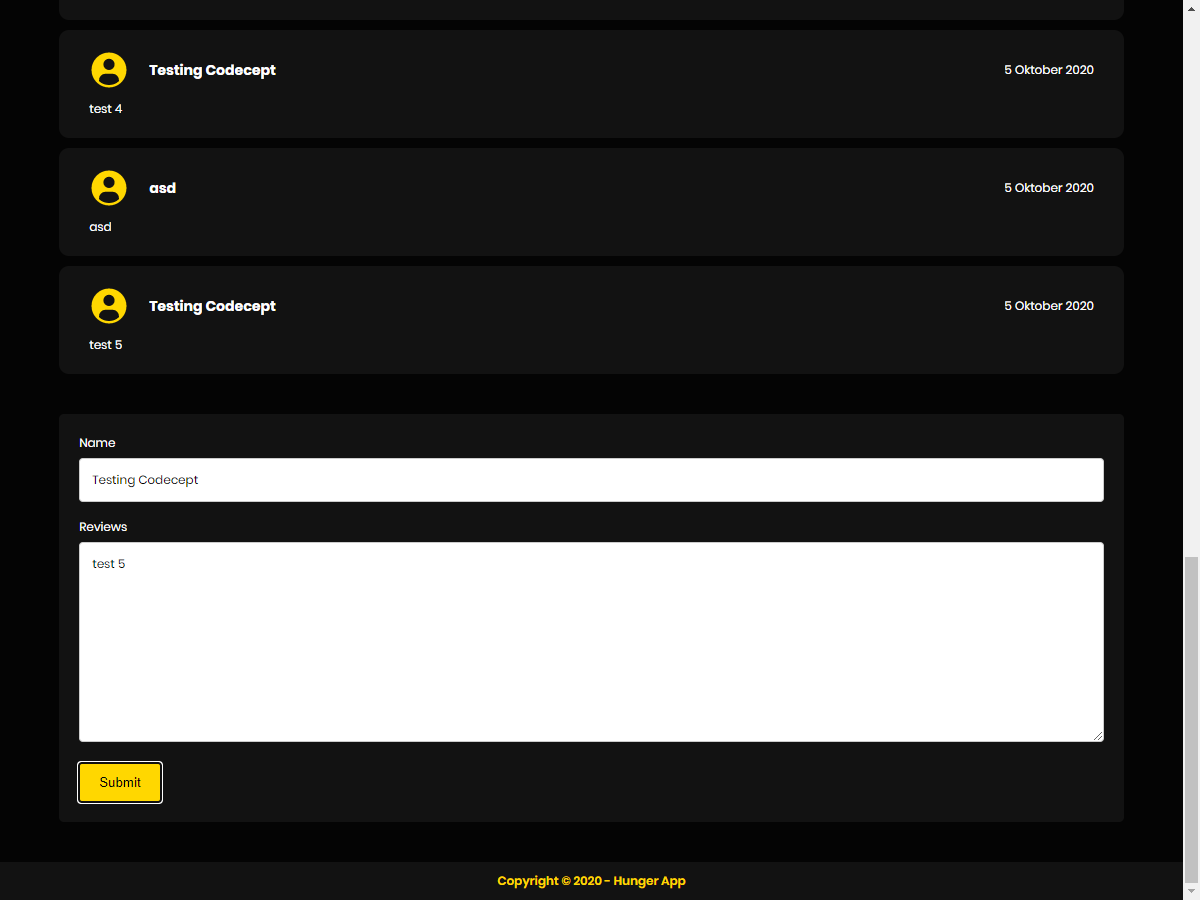 Testing Codecept
5 Oktober 2020
test 4
asd
5 Oktober 2020
asd
Testing Codecept
5 Oktober 2020
test 5
Name
Testing Codecept
Reviews
test 5
Submit
Copyright © 2020 - Hunger App